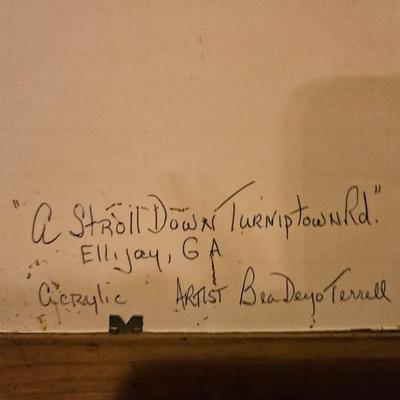 "A Stroll Down Turniptown Rd."
Ellijay, GA
acrylic Artist Bea Deyo Terrell